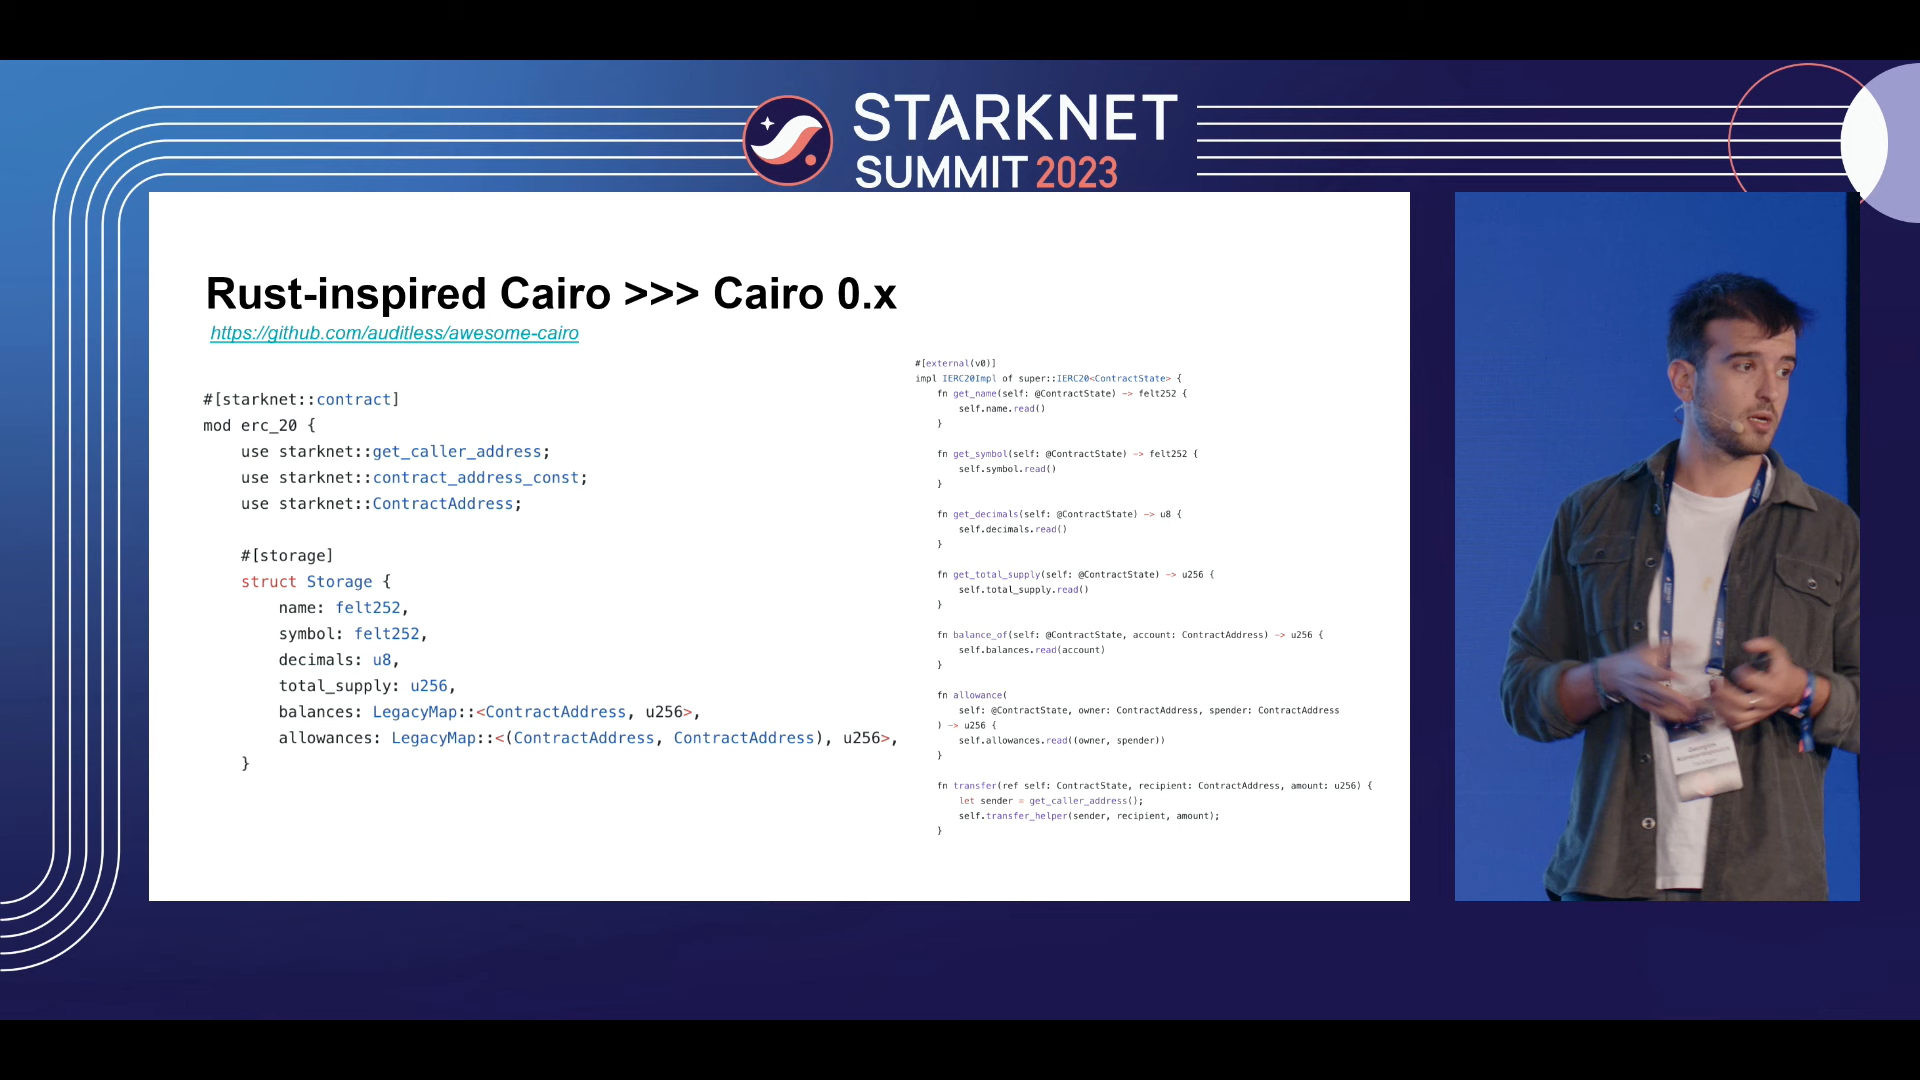 STARKNET
SUMMIT 2023
Rust-inspired Cairo >>> Cairo 0.x
https://github.com/auditless/awesome-cairo
#[starknet::contract]
mod erc_20 {
use starknet::get_caller_address;
use starknet::contract_address_const;
use starknet::ContractAddress;
#[storage]
struct Storage {
name: felt252,
symbol: felt252,
decimals: u8,
total_supply: u256,
balances: LegacyMap::<ContractAddress, u256>,
allowances: LegacyMap::<(ContractAddress, ContractAddress), u256>,
}
#[external(v0)]
impl IERC20Impl of super::IERC20<ContractState> {
fn get_name(self: @ContractState) -> felt252 {
self.name.read()
}
fn get_symbol(self: @ContractState) -> felt252 {
self.symbol.read()
}
fn get_decimals(self: @ContractState) -> u8 {
self.decimals.read()
}
fn get_total_supply(self: @ContractState) -> u256 {
self.total_supply.read()
}
fn balance_of(self: @ContractState, account: ContractAddress) -> u256 {
self.balances.read(account)
}
fn allowance(
self: @ContractState, owner: ContractAddress, spender: ContractAddress
) -> u256 {
self.allowances.read((owner, spender))
}
fn transfer(ref self: ContractState, recipient: ContractAddress, amount: u256) {
let sender = get_caller_address();
self.transfer_helper(sender, recipient, amount);
}